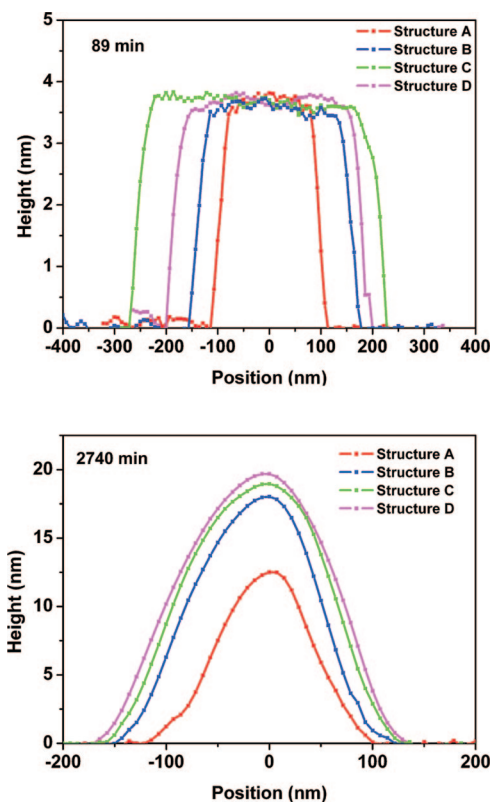 89 min
Structure A
Structure B
Structure C
Structure D
Height (nm)
5
4
3
2
1
0
-400 -300 -200 -100 0 100 200 300 400
Position (nm)
2740 min
Structure A
Structure B
Structure C
Structure D
Height (nm)
20
15
10
5
0
-200 -100 0 100 200
Position (nm)